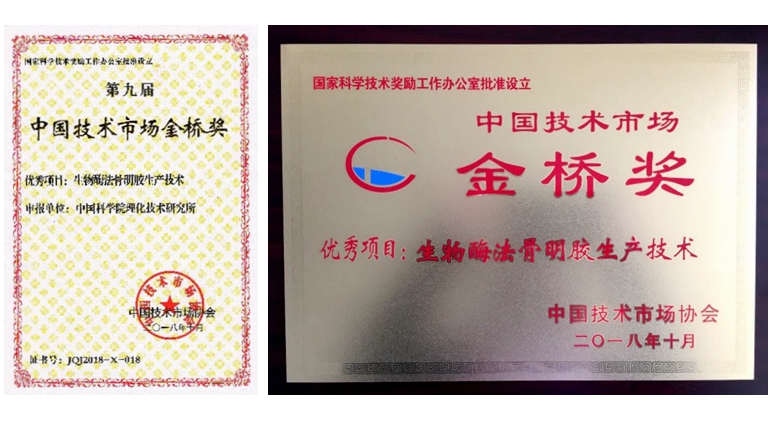 国家科学技术奖励工作办公室批准设立
第九届
中国技术市场金桥奖
优秀项目：生物酶法骨明胶生产技术
申报单位：中国科学院理化技术研究所
中国技术市场协会
二〇一八年十月
证书号：JQJ2018-X-018
国家科学技术奖励工作办公室批准设立
中国技术市场
金桥奖
优秀项目：生物酶法骨明胶生产技术
中国技术市场协会
二〇一八年十月